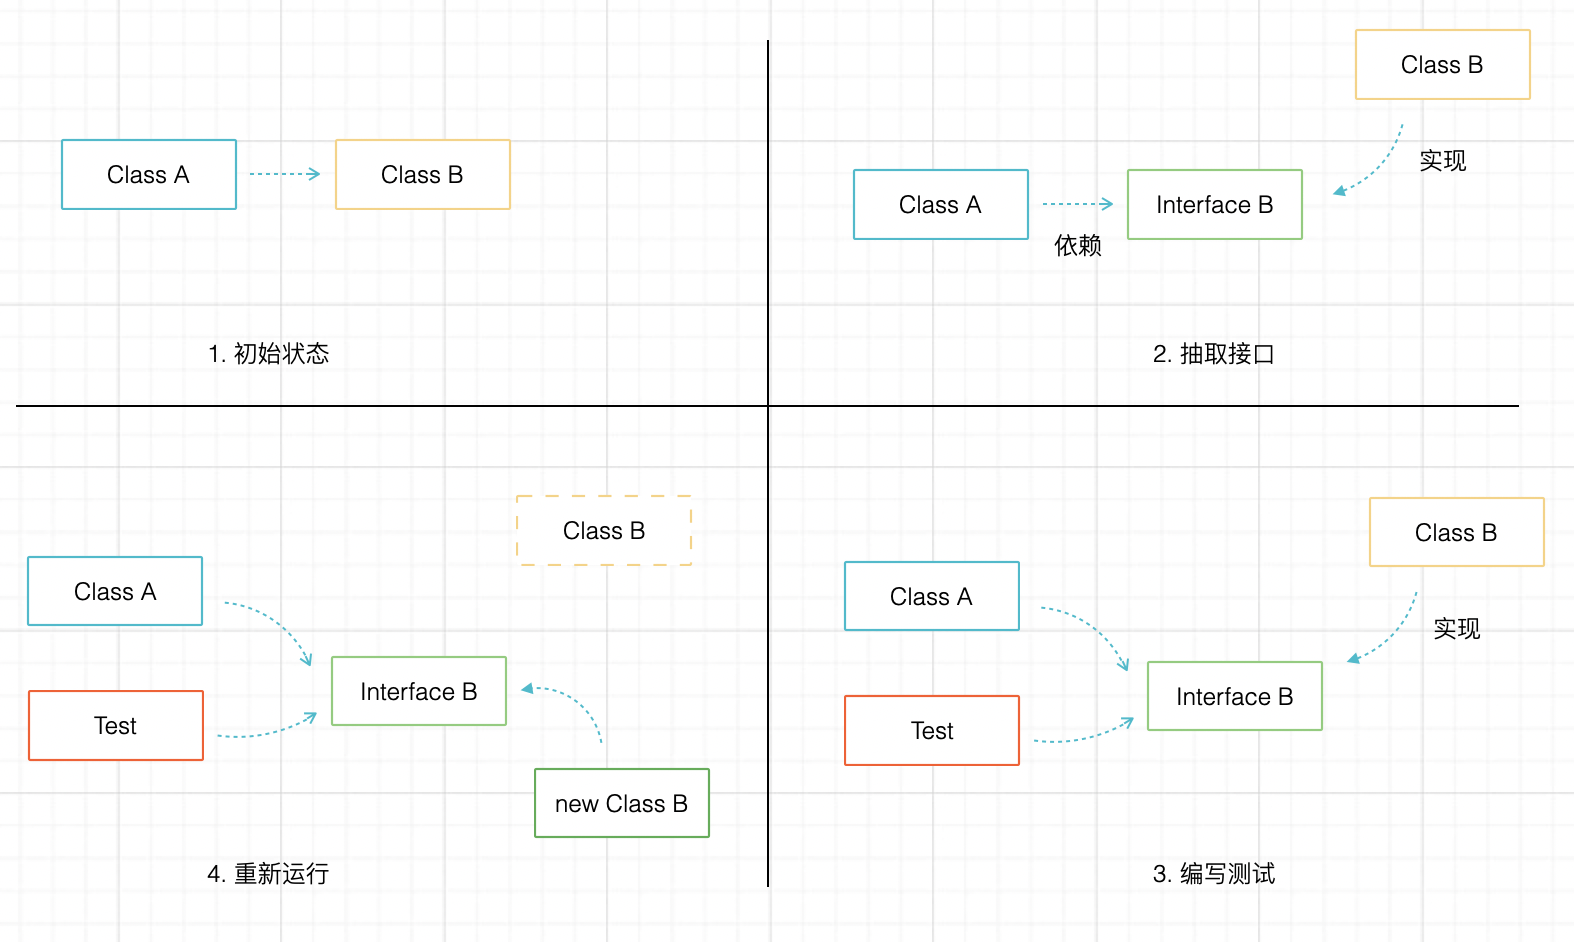 Class A
Class B
1. 初始状态
Class B
实现
Class A
Interface B
依赖
2. 抽取接口
Class B
实现
Class A
Interface B
Test
3. 编写测试
Class B
Class A
Interface B
Test
new Class B
4. 重新运行